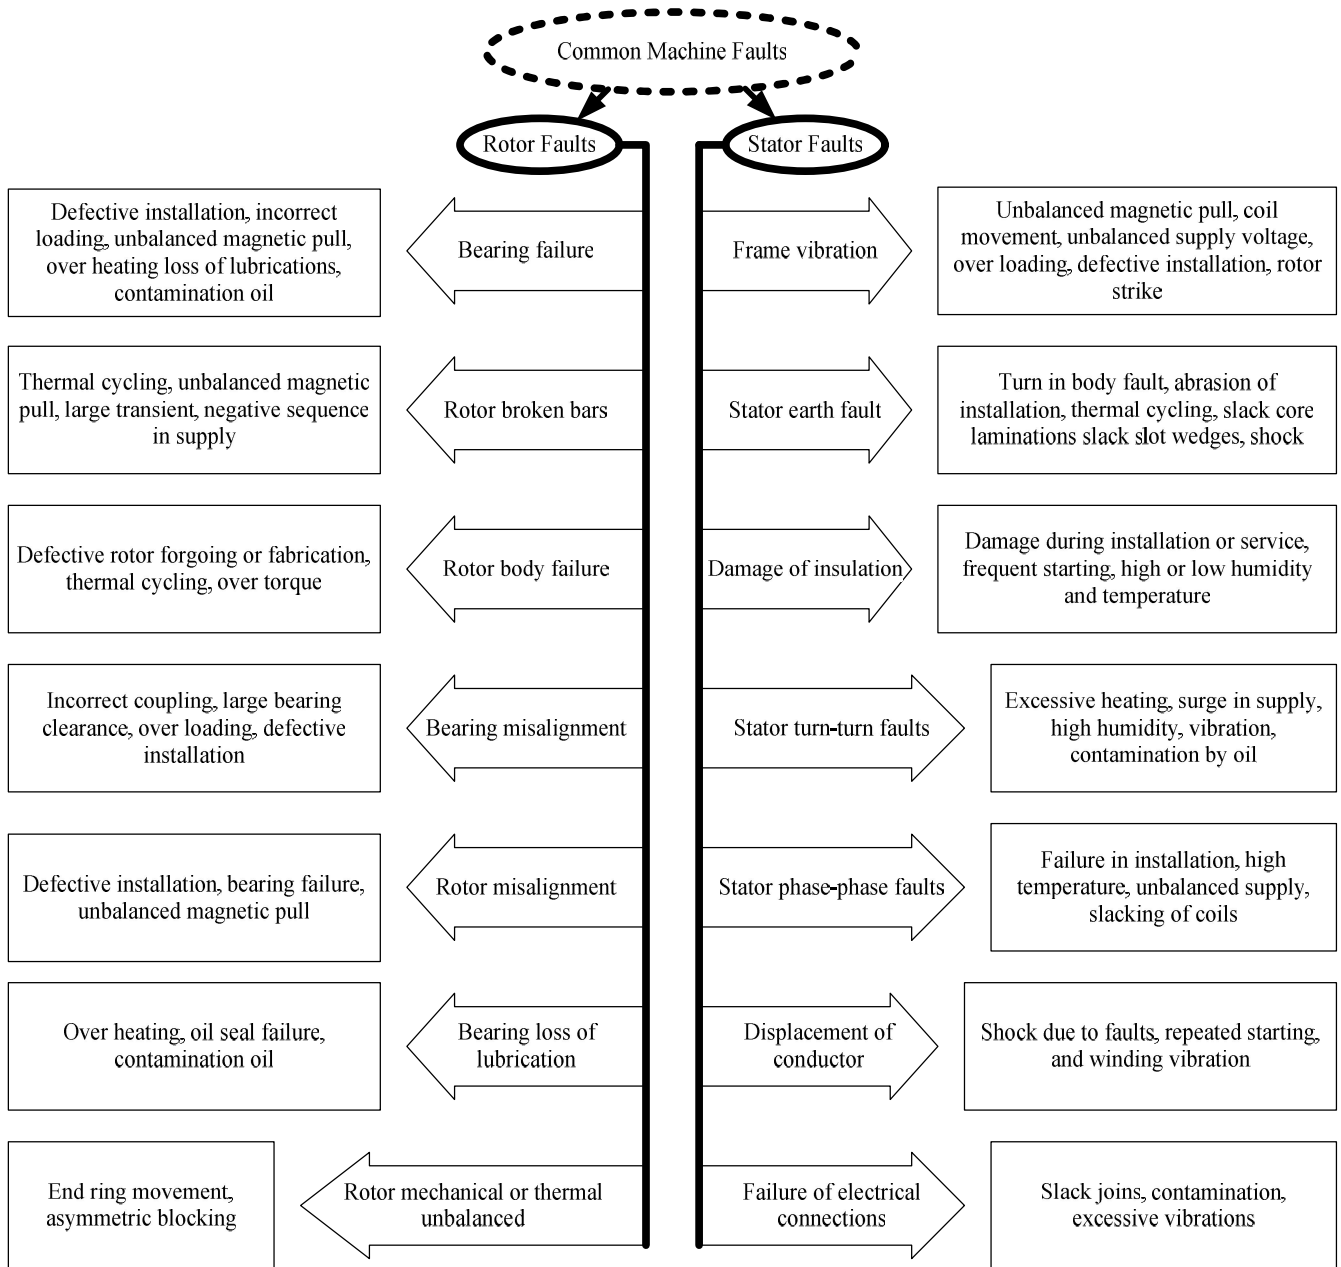 Common Machine Faults
Rotor Faults
Stator Faults
Defective installation, incorrect
loading, unbalanced magnetic pull,
over heating loss of lubrications,
contamination oil
Bearing failure
Frame vibration
Unbalanced magnetic pull, coil
movement, unbalanced supply voltage,
over loading, defective installation, rotor
strike
Thermal cycling, unbalanced magnetic
pull, large transient, negative sequence
in supply
Rotor broken bars
Stator earth fault
Turn in body fault, abrasion of
installation, thermal cycling, slack core
laminations slack slot wedges, shock
Defective rotor forgoing or fabrication,
thermal cycling, over torque
Rotor body failure
Damage of insulation
Damage during installation or service,
frequent starting, high or low humidity
and temperature
Incorrect coupling, large bearing
clearance, over loading, defective
installation
Bearing misalignment
Stator turn-turn faults
Excessive heating, surge in supply,
high humidity, vibration,
contamination by oil
Defective installation, bearing failure,
unbalanced magnetic pull
Rotor misalignment
Stator phase-phase faults
Failure in installation, high
temperature, unbalanced supply,
slacking of coils
Over heating, oil seal failure,
contamination oil
Bearing loss of
lubrication
Displacement of
conductor
Shock due to faults, repeated starting,
and winding vibration
End ring movement,
asymmetric blocking
Rotor mechanical or thermal
unbalanced
Failure of electrical
connections
Slack joins, contamination,
excessive vibrations